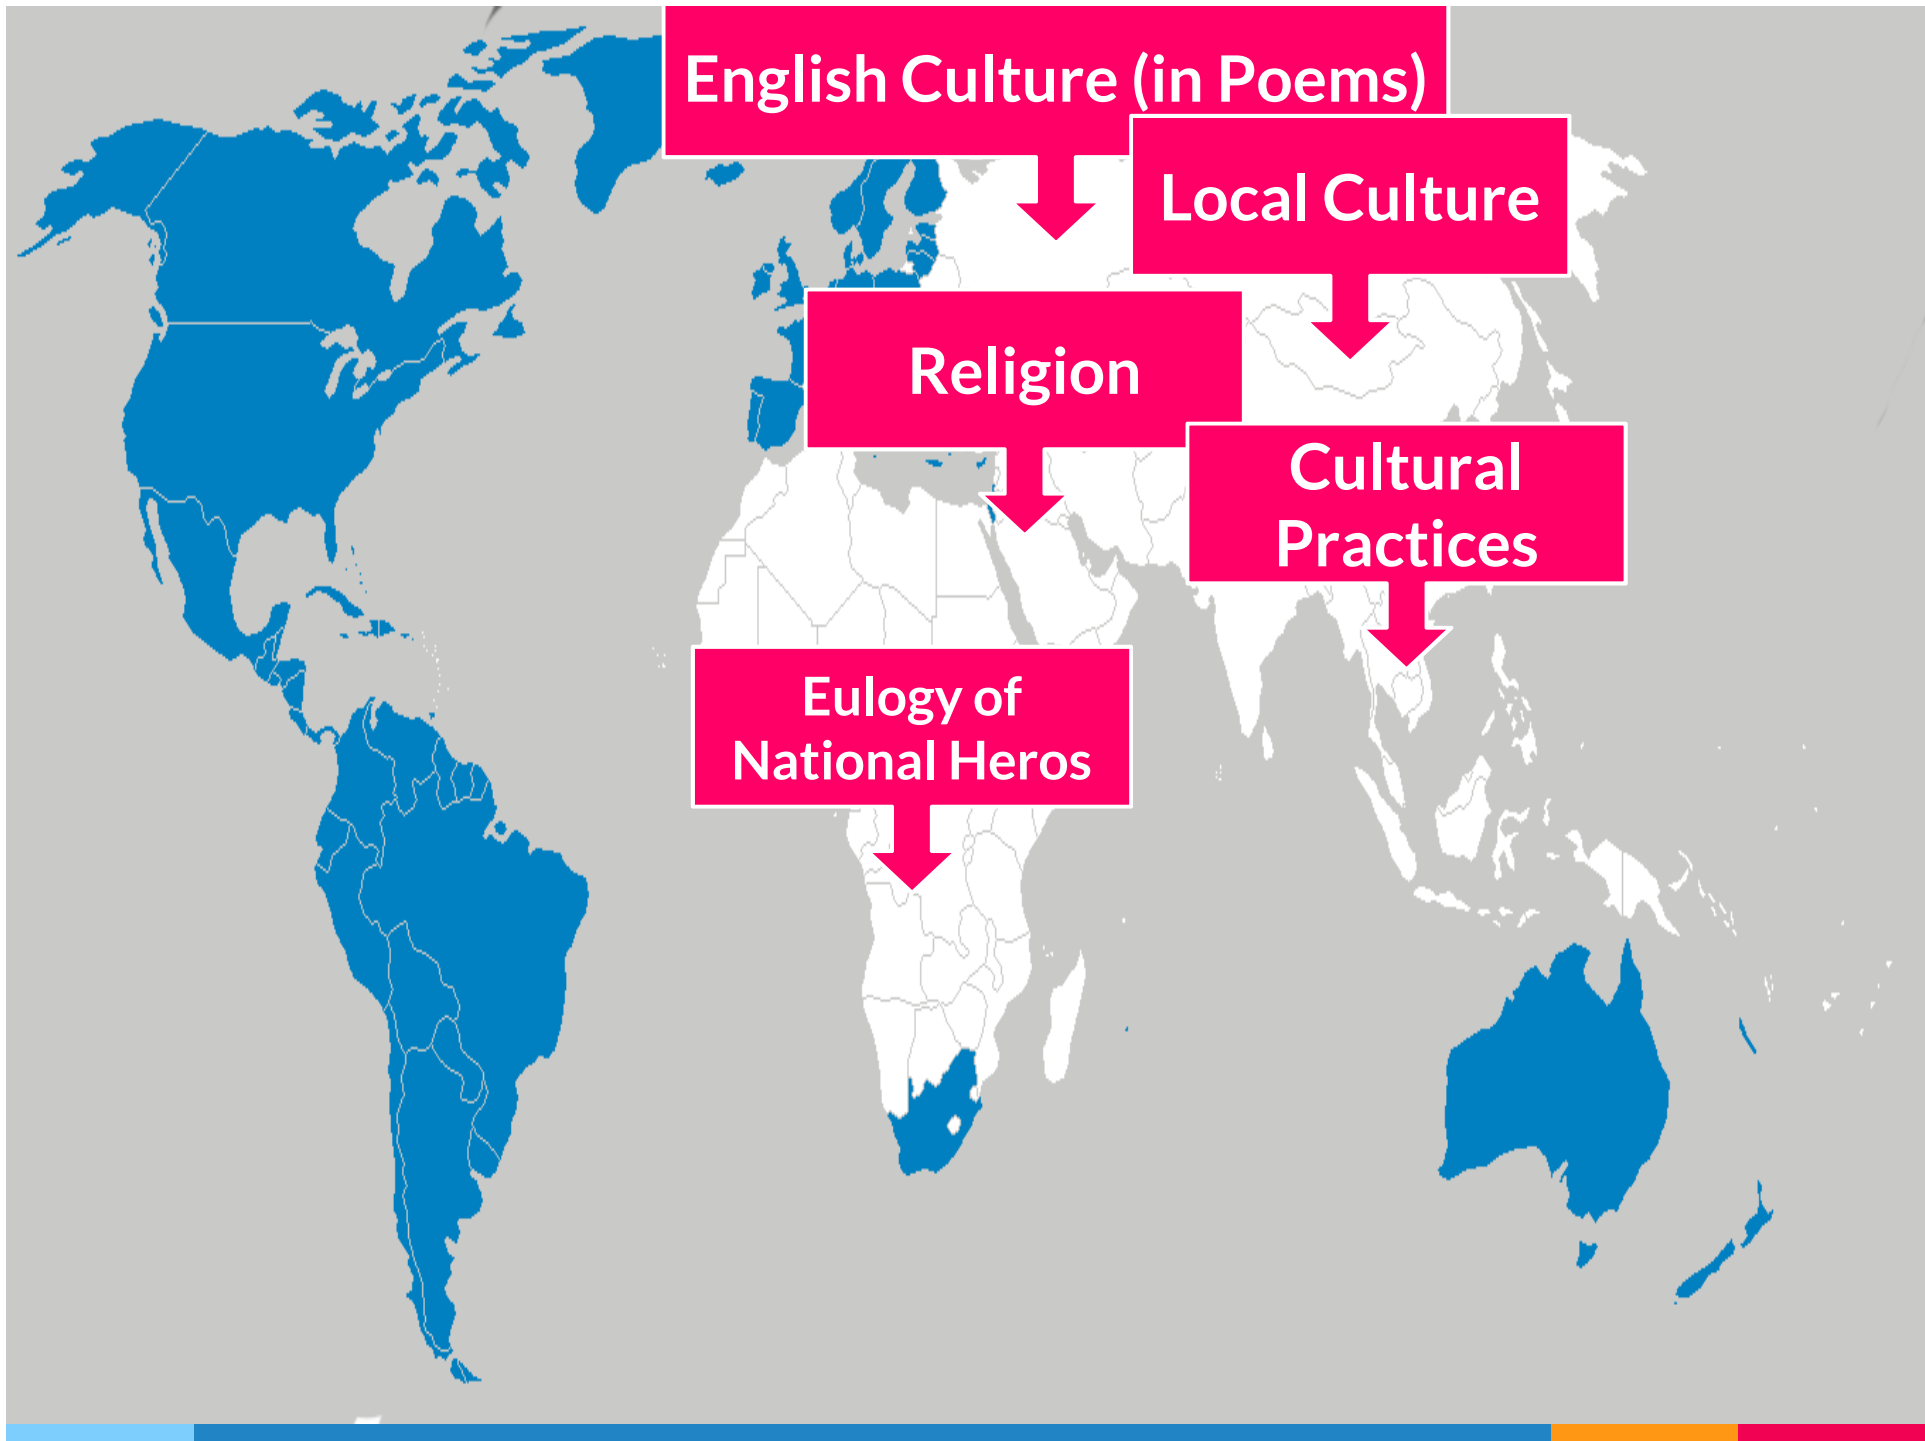 English Culture (in Poems)
Local Culture
Religion
Cultural
Practices
Eulogy of
National Heros